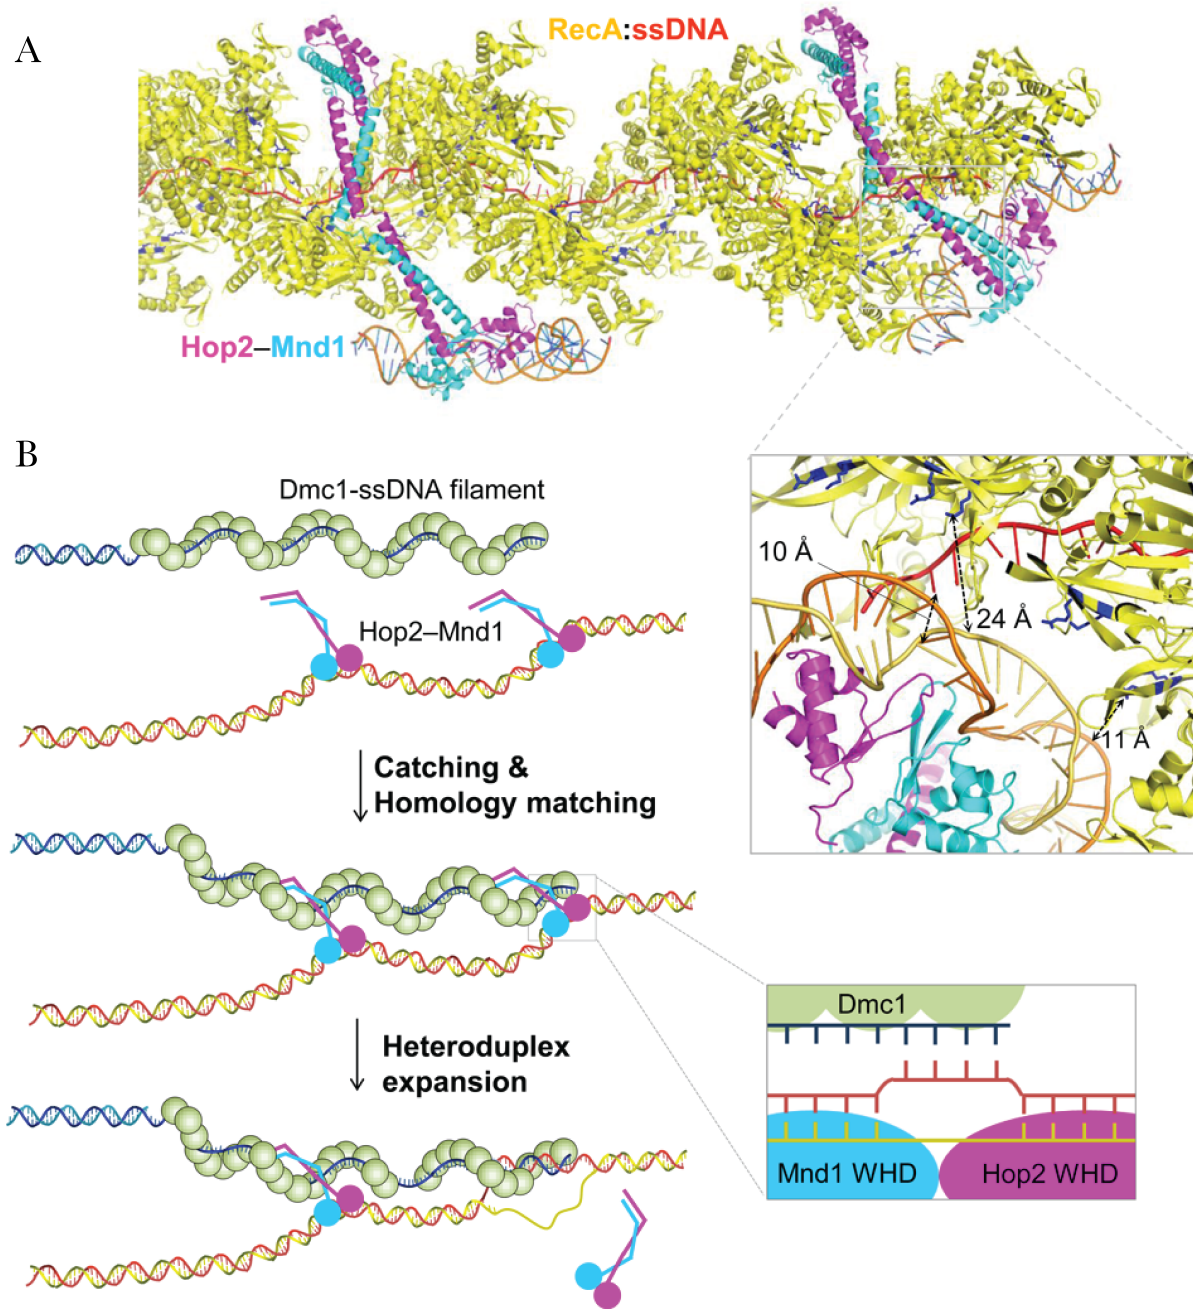 A
RecA:ssDNA
Hop2–Mnd1
B
Dmc1-ssDNA filament
Hop2–Mnd1
Catching &
Homology matching
Heteroduplex
expansion
10 Å
24 Å
11 Å
Dmc1
Mnd1 WHD
Hop2 WHD